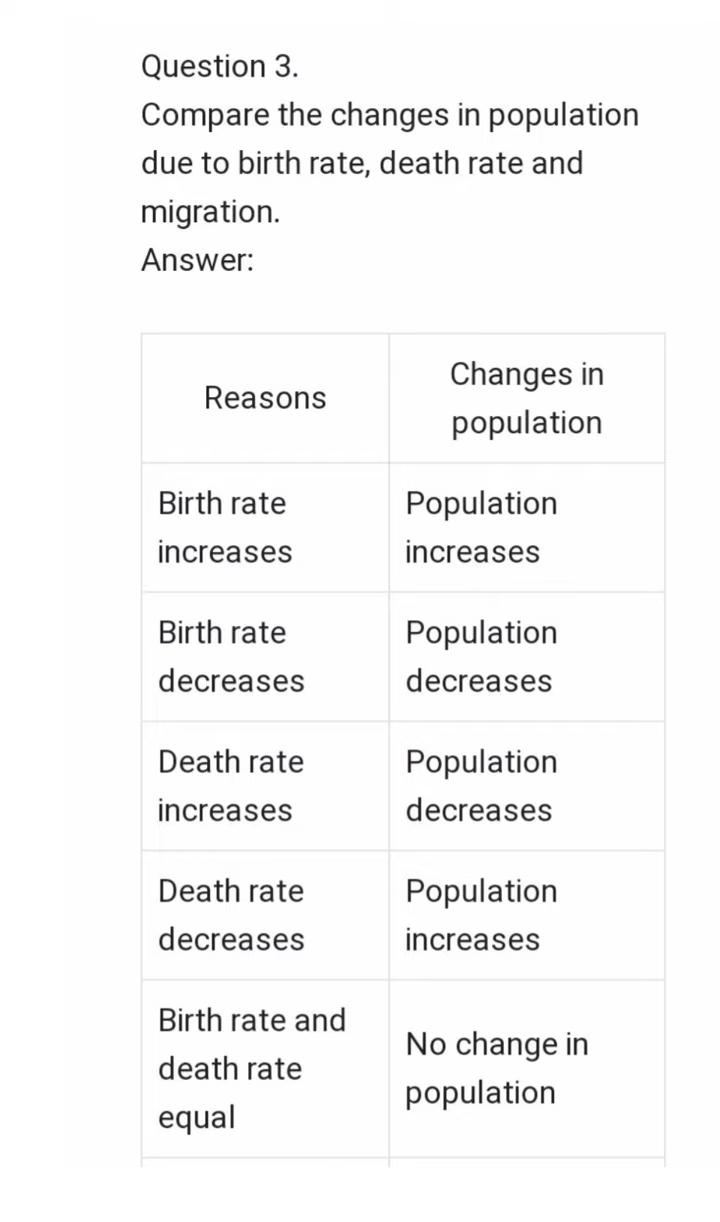 Question 3.
Compare the changes in population
due to birth rate, death rate and
migration.
Answer:
Reasons
Changes in
population
Birth rate
increases
Population
increases
Birth rate
decreases
Population
decreases
Death rate
increases
Population
decreases
Death rate
decreases
Population
increases
Birth rate and
death rate
equal
No change in
population